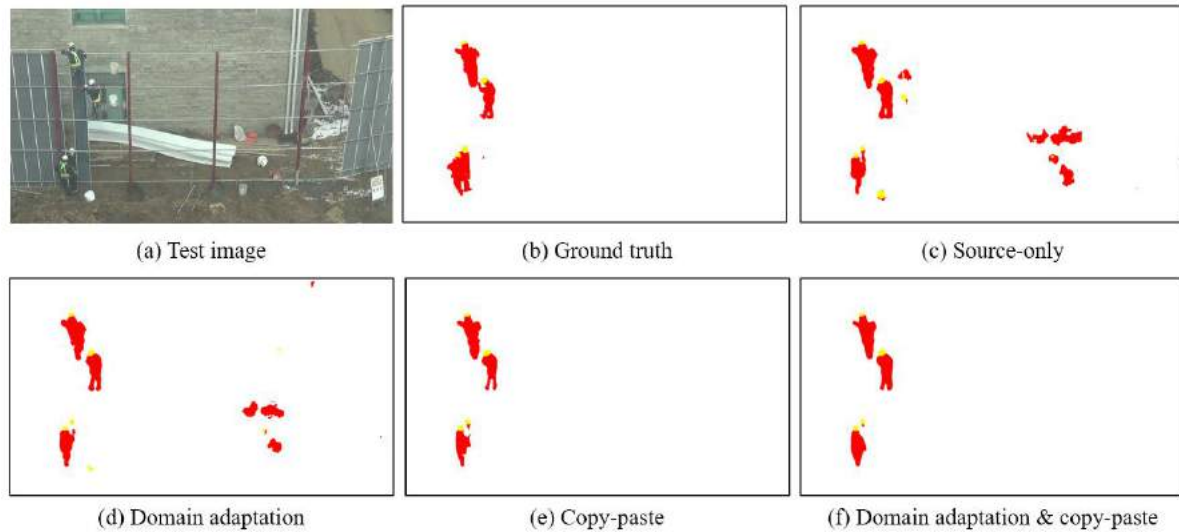 (a) Test image
(b) Ground truth
(c) Source-only
(d) Domain adaptation
(e) Copy-paste
(f) Domain adaptation & copy-paste